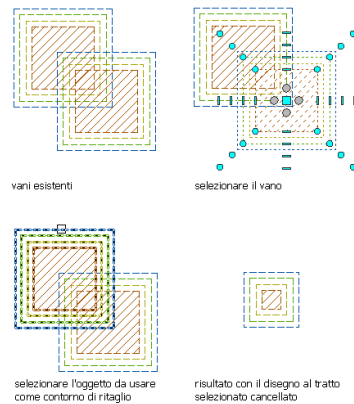 vani esistenti
selezionare il vano
selezionare l'oggetto da usare
come contorno di ritaglio
risultato con il disegno al tratto
selezionato cancellato